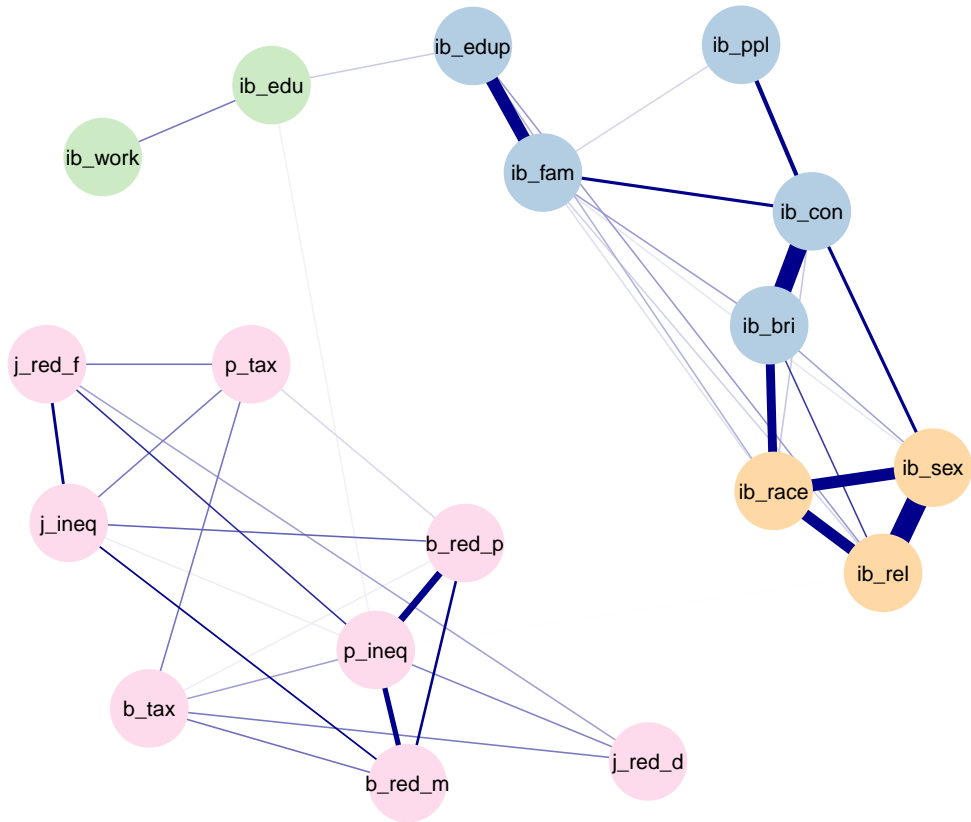 ib_edup
ib_ppl
ib_edu
ib_work
ib_fam
ib_con
ib_bri
j_red_f
p_tax
ib_sex
ib_race
j_ineq
b_red_p
ib_rel
p_ineq
b_tax
j_red_d
b_red_m